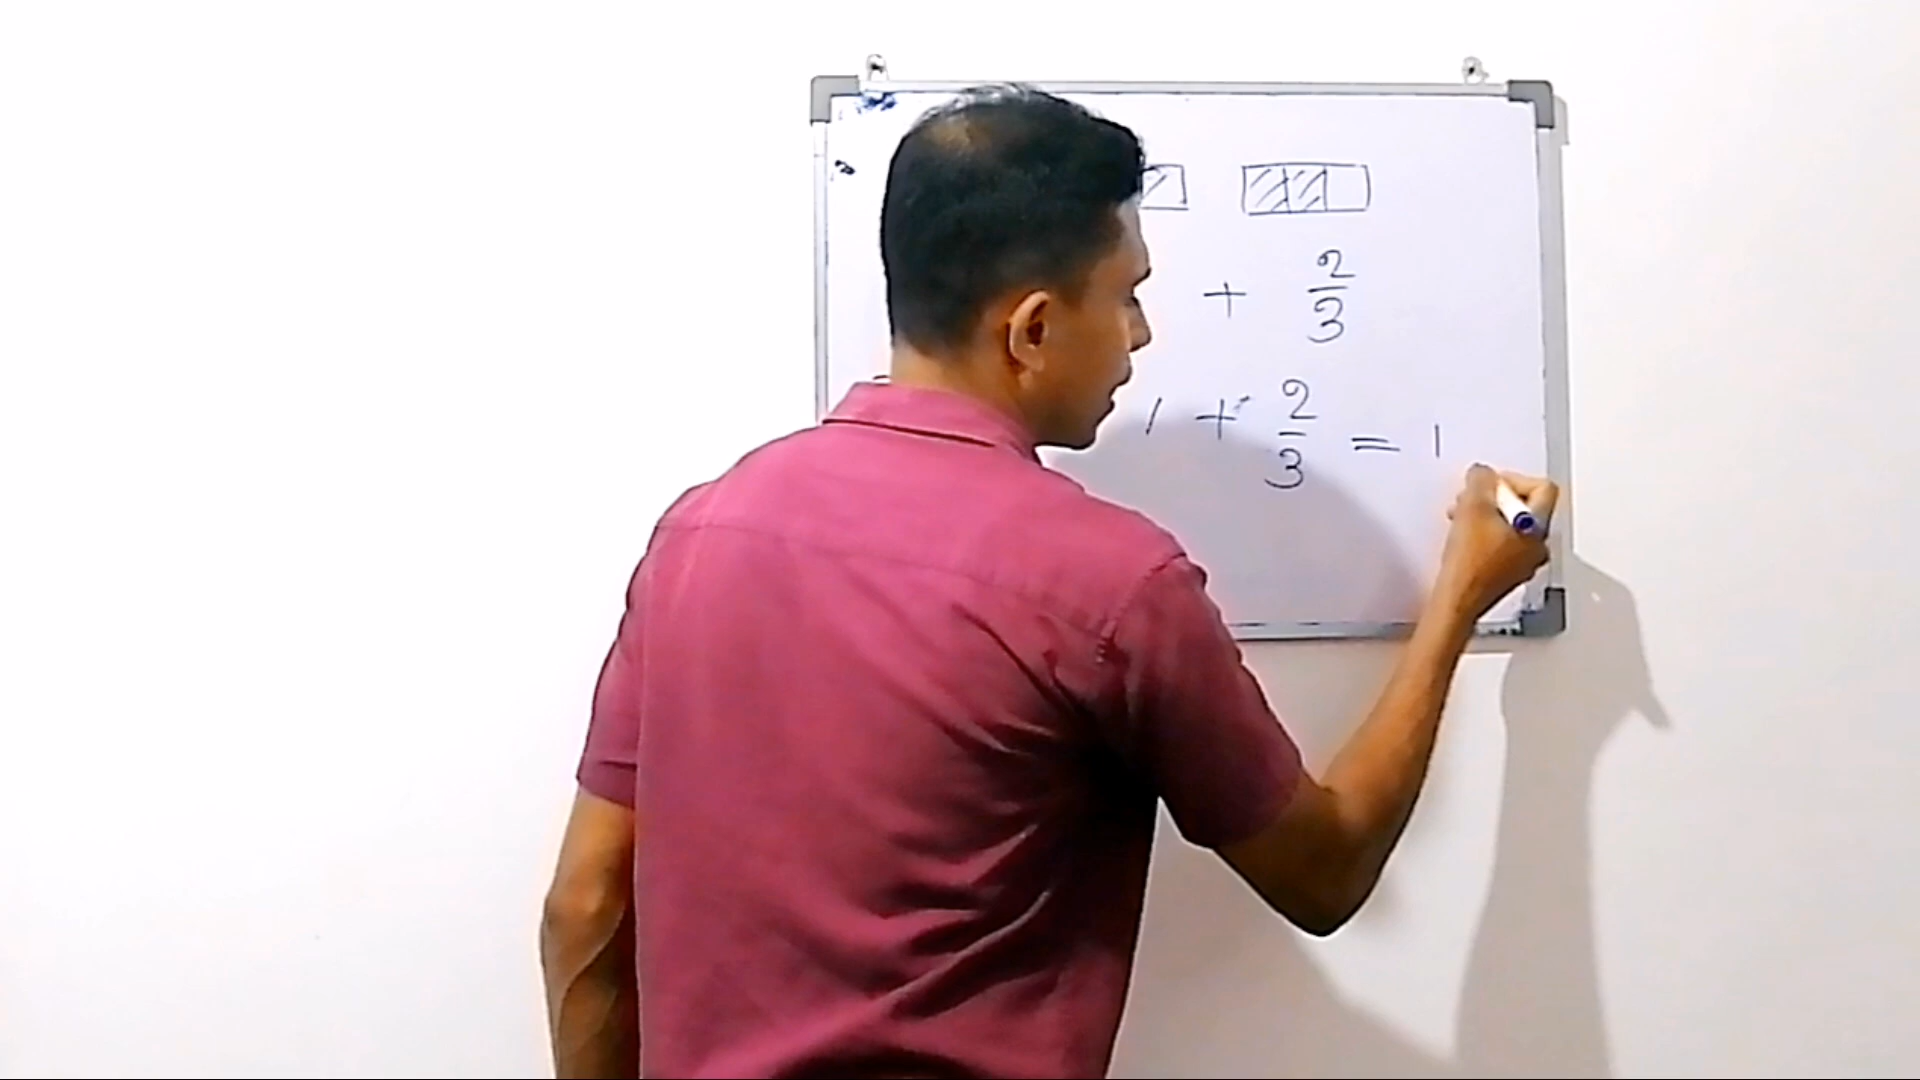 + 2/3
1 + 2/3 = 1